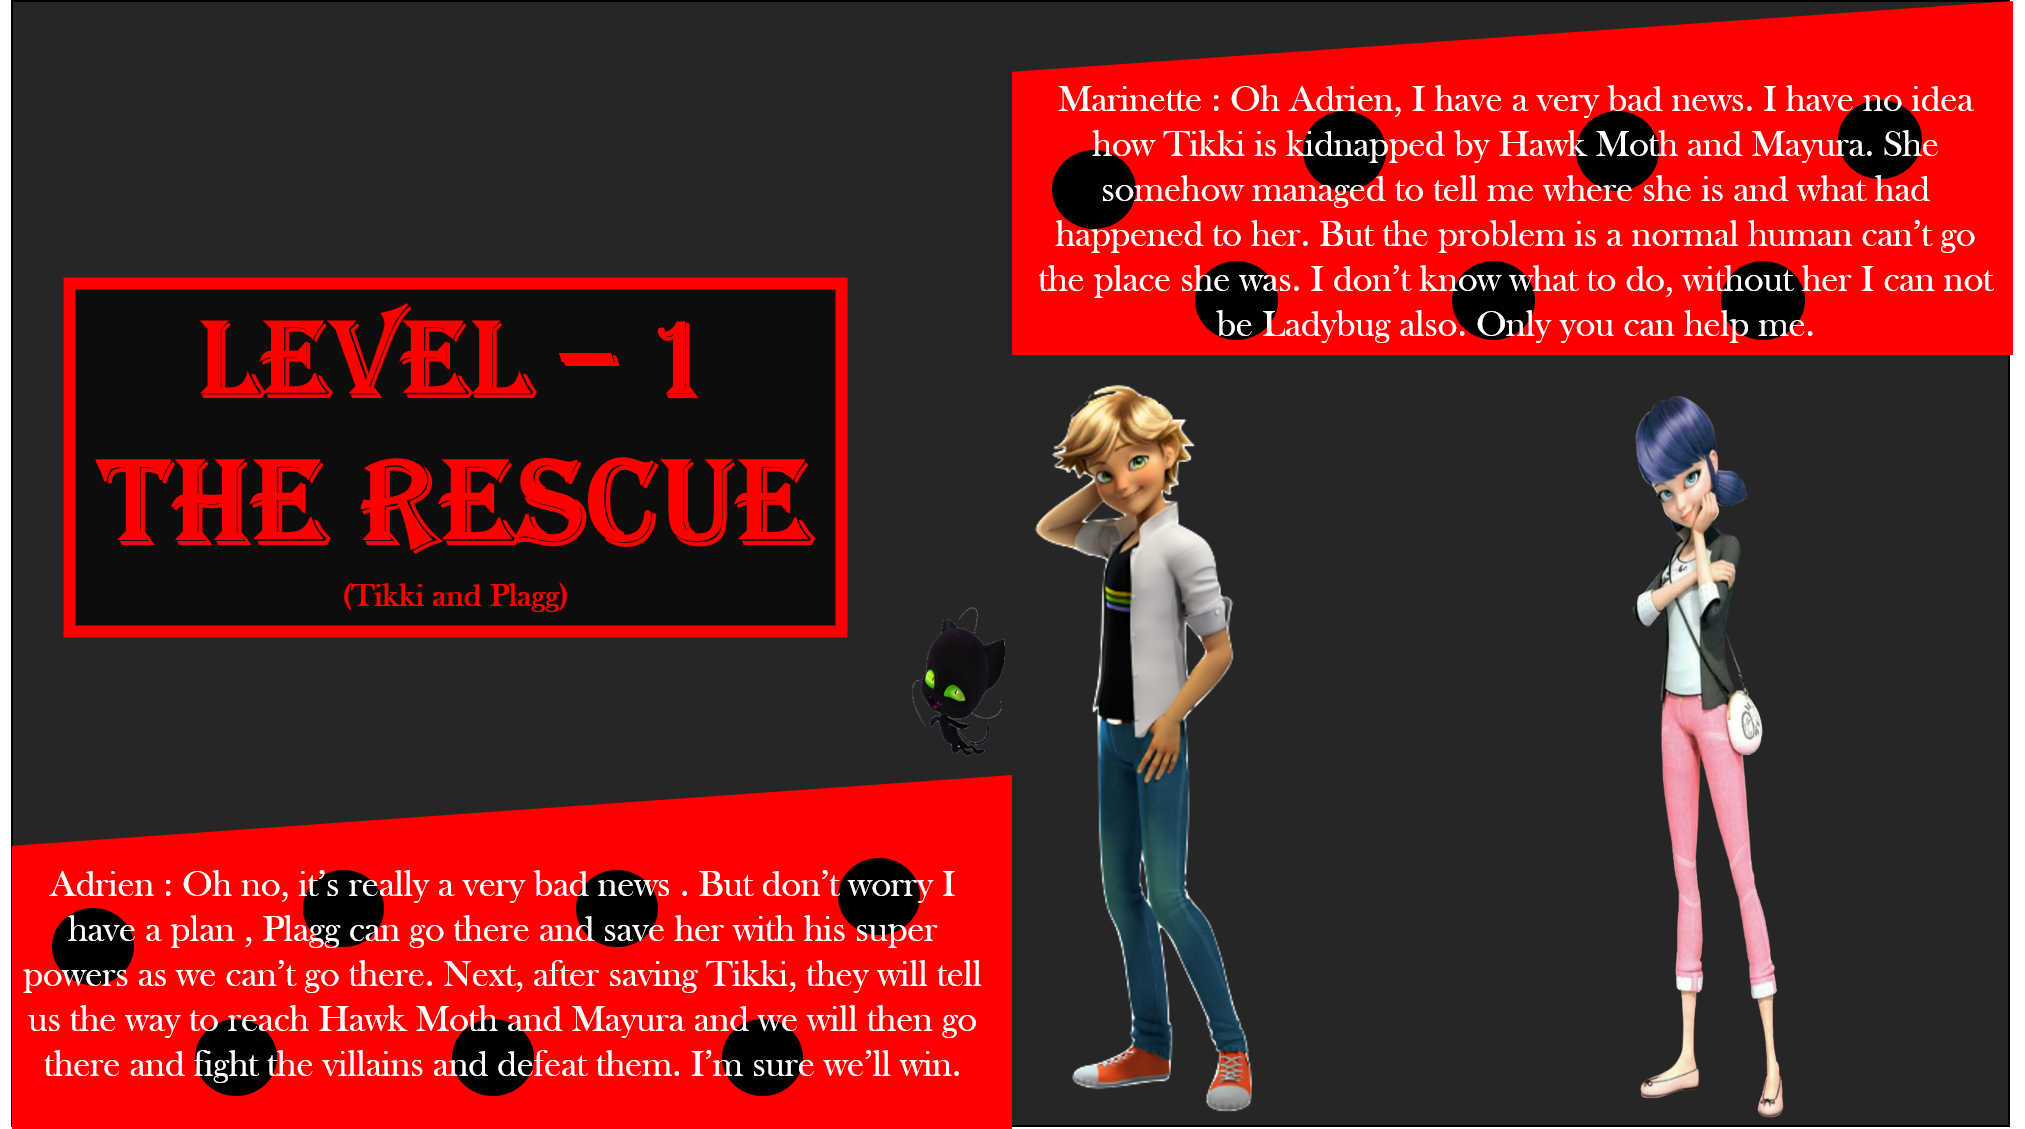 Marinette : Oh Adrien, I have a very bad news. I have no idea
how Tikki is kidnapped by Hawk Moth and Mayura. She
somehow managed to tell me where she is and what had
happened to her. But the problem is a normal human can’t go
the place she was. I don’t know what to do, without her I can not
be Ladybug also. Only you can help me.
LEVEL – 1
THE RESCUE
(Tikki and Plagg)
Adrien : Oh no, it’s really a very bad news . But don’t worry I
have a plan , Plagg can go there and save her with his super
powers as we can’t go there. Next, after saving Tikki, they will tell
us the way to reach Hawk Moth and Mayura and we will then go
there and fight the villains and defeat them. I’m sure we’ll win.